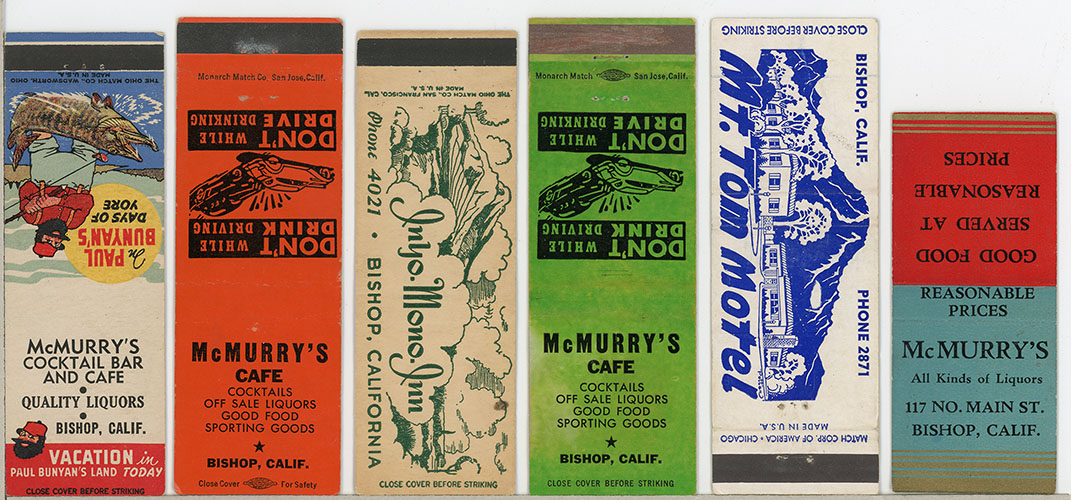 THE OHIO MATCH CO., WADSWORTH, OHIO
MADE IN U.S.A.
In PAUL
BUNYAN'S
DAYS OF
YORE
McMURRY'S
COCKTAIL BAR
AND CAFE
•
QUALITY LIQUORS
•
BISHOP, CALIF.
VACATION in
PAUL BUNYAN'S LAND TODAY
CLOSE COVER BEFORE STRIKING
Monarch Match Co. San Jose, Calif.
DON'T
DRIVE WHILE
DRINKING
DON'T
DRINK WHILE
DRIVING
McMURRY'S
CAFE
COCKTAILS
OFF SALE LIQUORS
GOOD FOOD
SPORTING GOODS
★
BISHOP, CALIF.
Close Cover For Safety
THE OHIO MATCH CO., SAN FRANCISCO, CAL.
MADE IN U.S.A.
Inyo-Mono-Inn
Phone 4021 • BISHOP, CALIFORNIA
CLOSE COVER BEFORE STRIKING
Monarch Match San Jose, Calif.
DON'T
DRIVE WHILE
DRINKING
DON'T
DRINK WHILE
DRIVING
McMURRY'S
CAFE
COCKTAILS
OFF SALE LIQUORS
GOOD FOOD
SPORTING GOODS
★
BISHOP, CALIF.
Close Cover For Safety
CLOSE COVER BEFORE STRIKING
Mt. Tom Motel
BISHOP, CALIF. PHONE 2871
MATCH CORP. OF AMERICA • CHICAGO
MADE IN U.S.A.
GOOD FOOD
SERVED AT
REASONABLE
PRICES
REASONABLE
PRICES
McMURRY'S
All Kinds of Liquors
117 NO. MAIN ST.
BISHOP, CALIF.